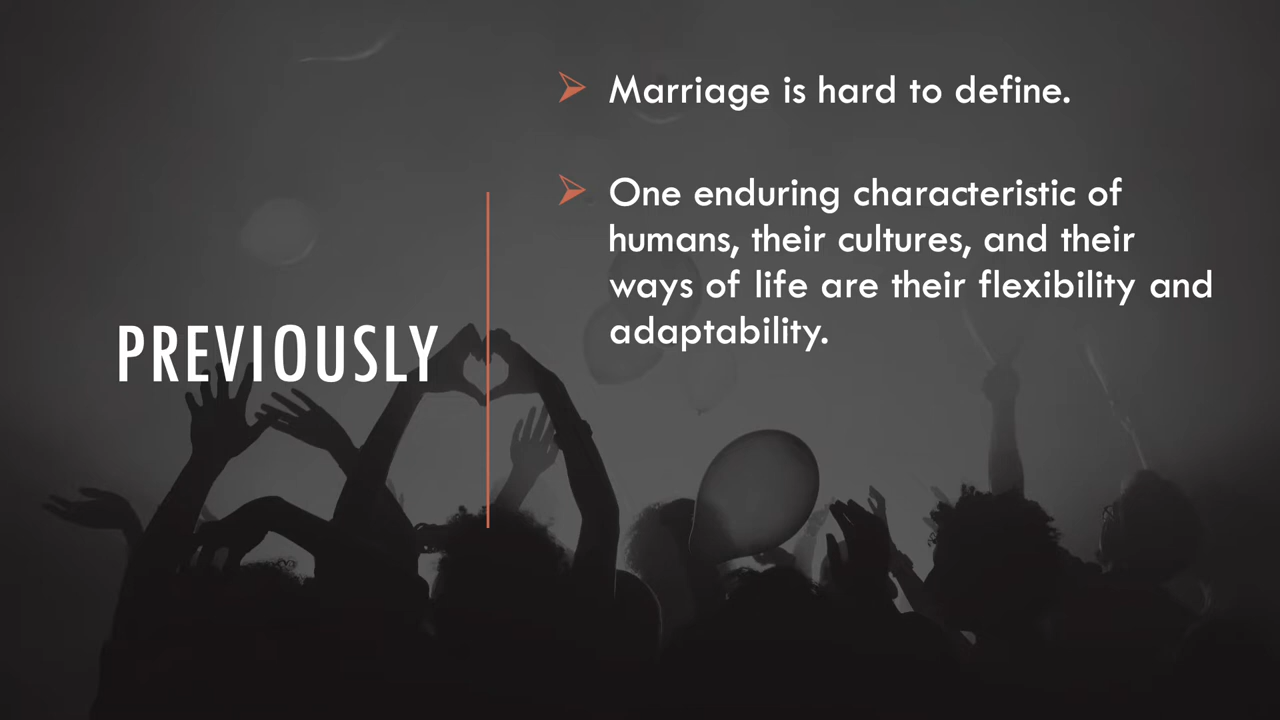 PREVIOUSLY
Marriage is hard to define.
One enduring characteristic of
humans, their cultures, and their
ways of life are their flexibility and
adaptability.